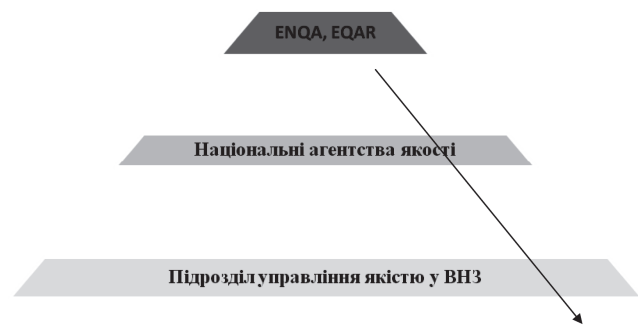 ENQA, EQAR
Національні агентства якості
Підрозділ управління якістю у ВНЗ